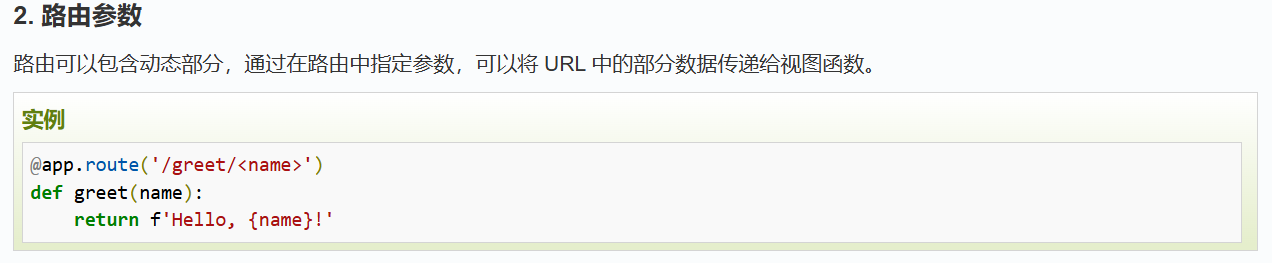 2. 路由参数
路由可以包含动态部分，通过在路由中指定参数，可以将 URL 中的部分数据传递给视图函数。
实例
@app.route('/greet/<name>')
def greet(name):
    return f'Hello, {name}!'